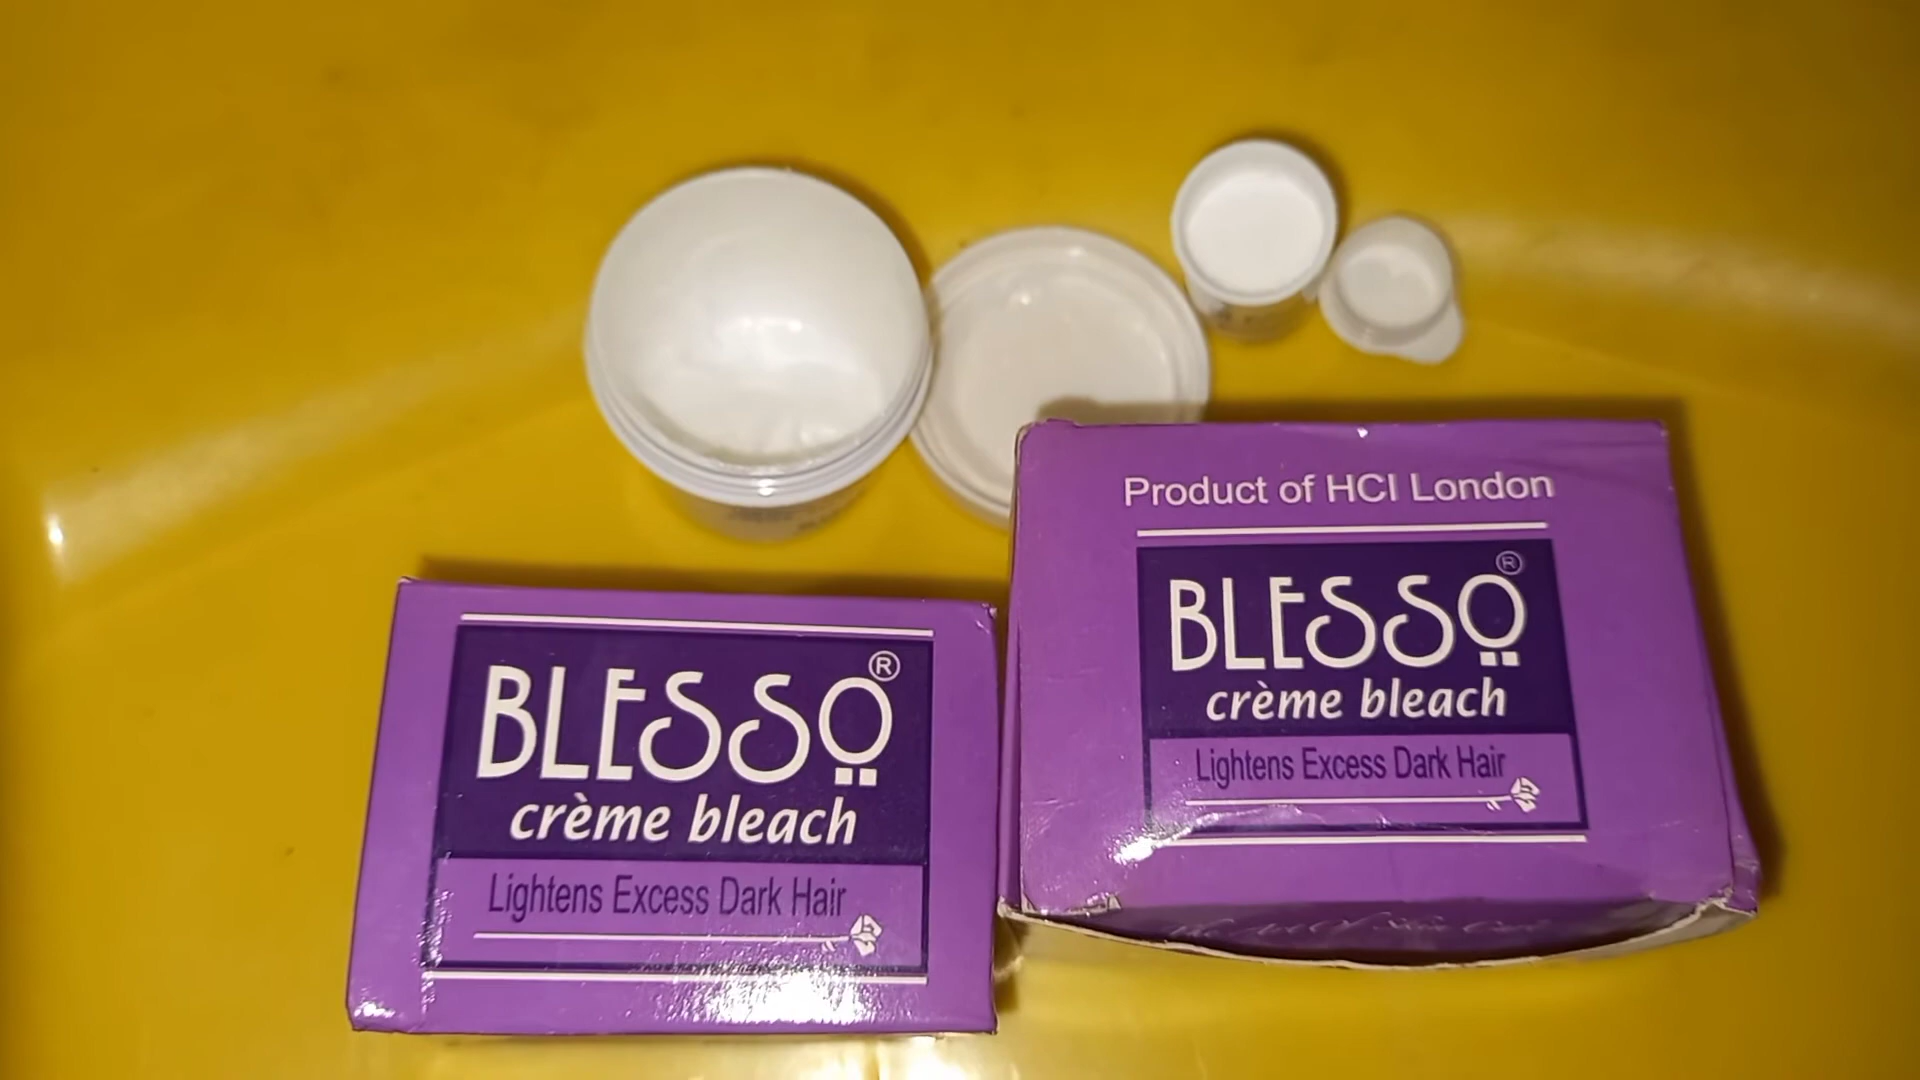 BLESSO®
crème bleach
Lightens Excess Dark Hair
Product of HCI London
BLESSO®
crème bleach
Lightens Excess Dark Hair